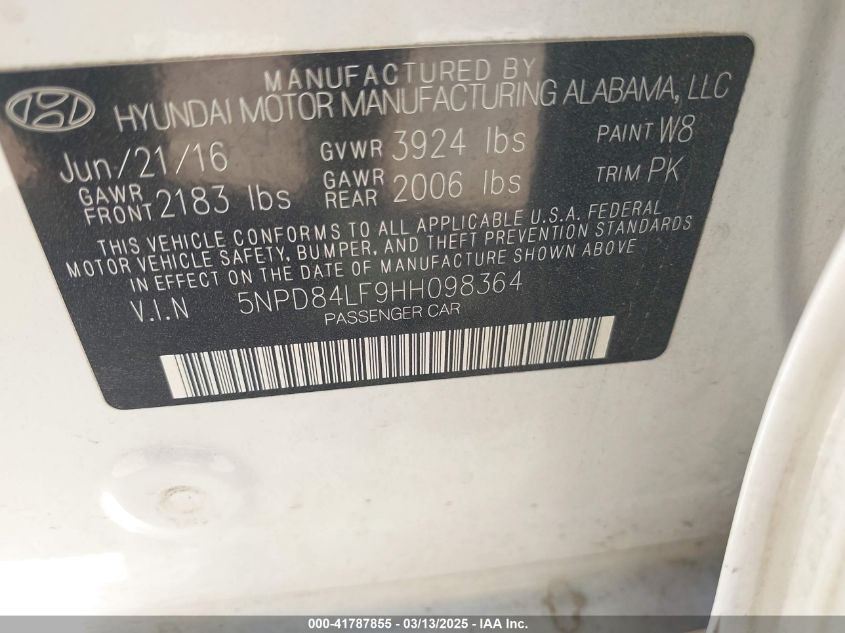 MANUFACTURED BY
HYUNDAI MOTOR MANUFACTURING ALABAMA, LLC
Jun/21/16 GVWR 3924 lbs PAINT W8
GAWR FRONT 2183 lbs GAWR REAR 2006 lbs TRIM PK
THIS VEHICLE CONFORMS TO ALL APPLICABLE U.S.A. FEDERAL
MOTOR VEHICLE SAFETY, BUMPER, AND THEFT PREVENTION STANDARDS
IN EFFECT ON THE DATE OF MANUFACTURE SHOWN ABOVE
V.I.N 5NPD84LF9HH098364
PASSENGER CAR
000-41787855 - 03/13/2025 - IAA Inc.